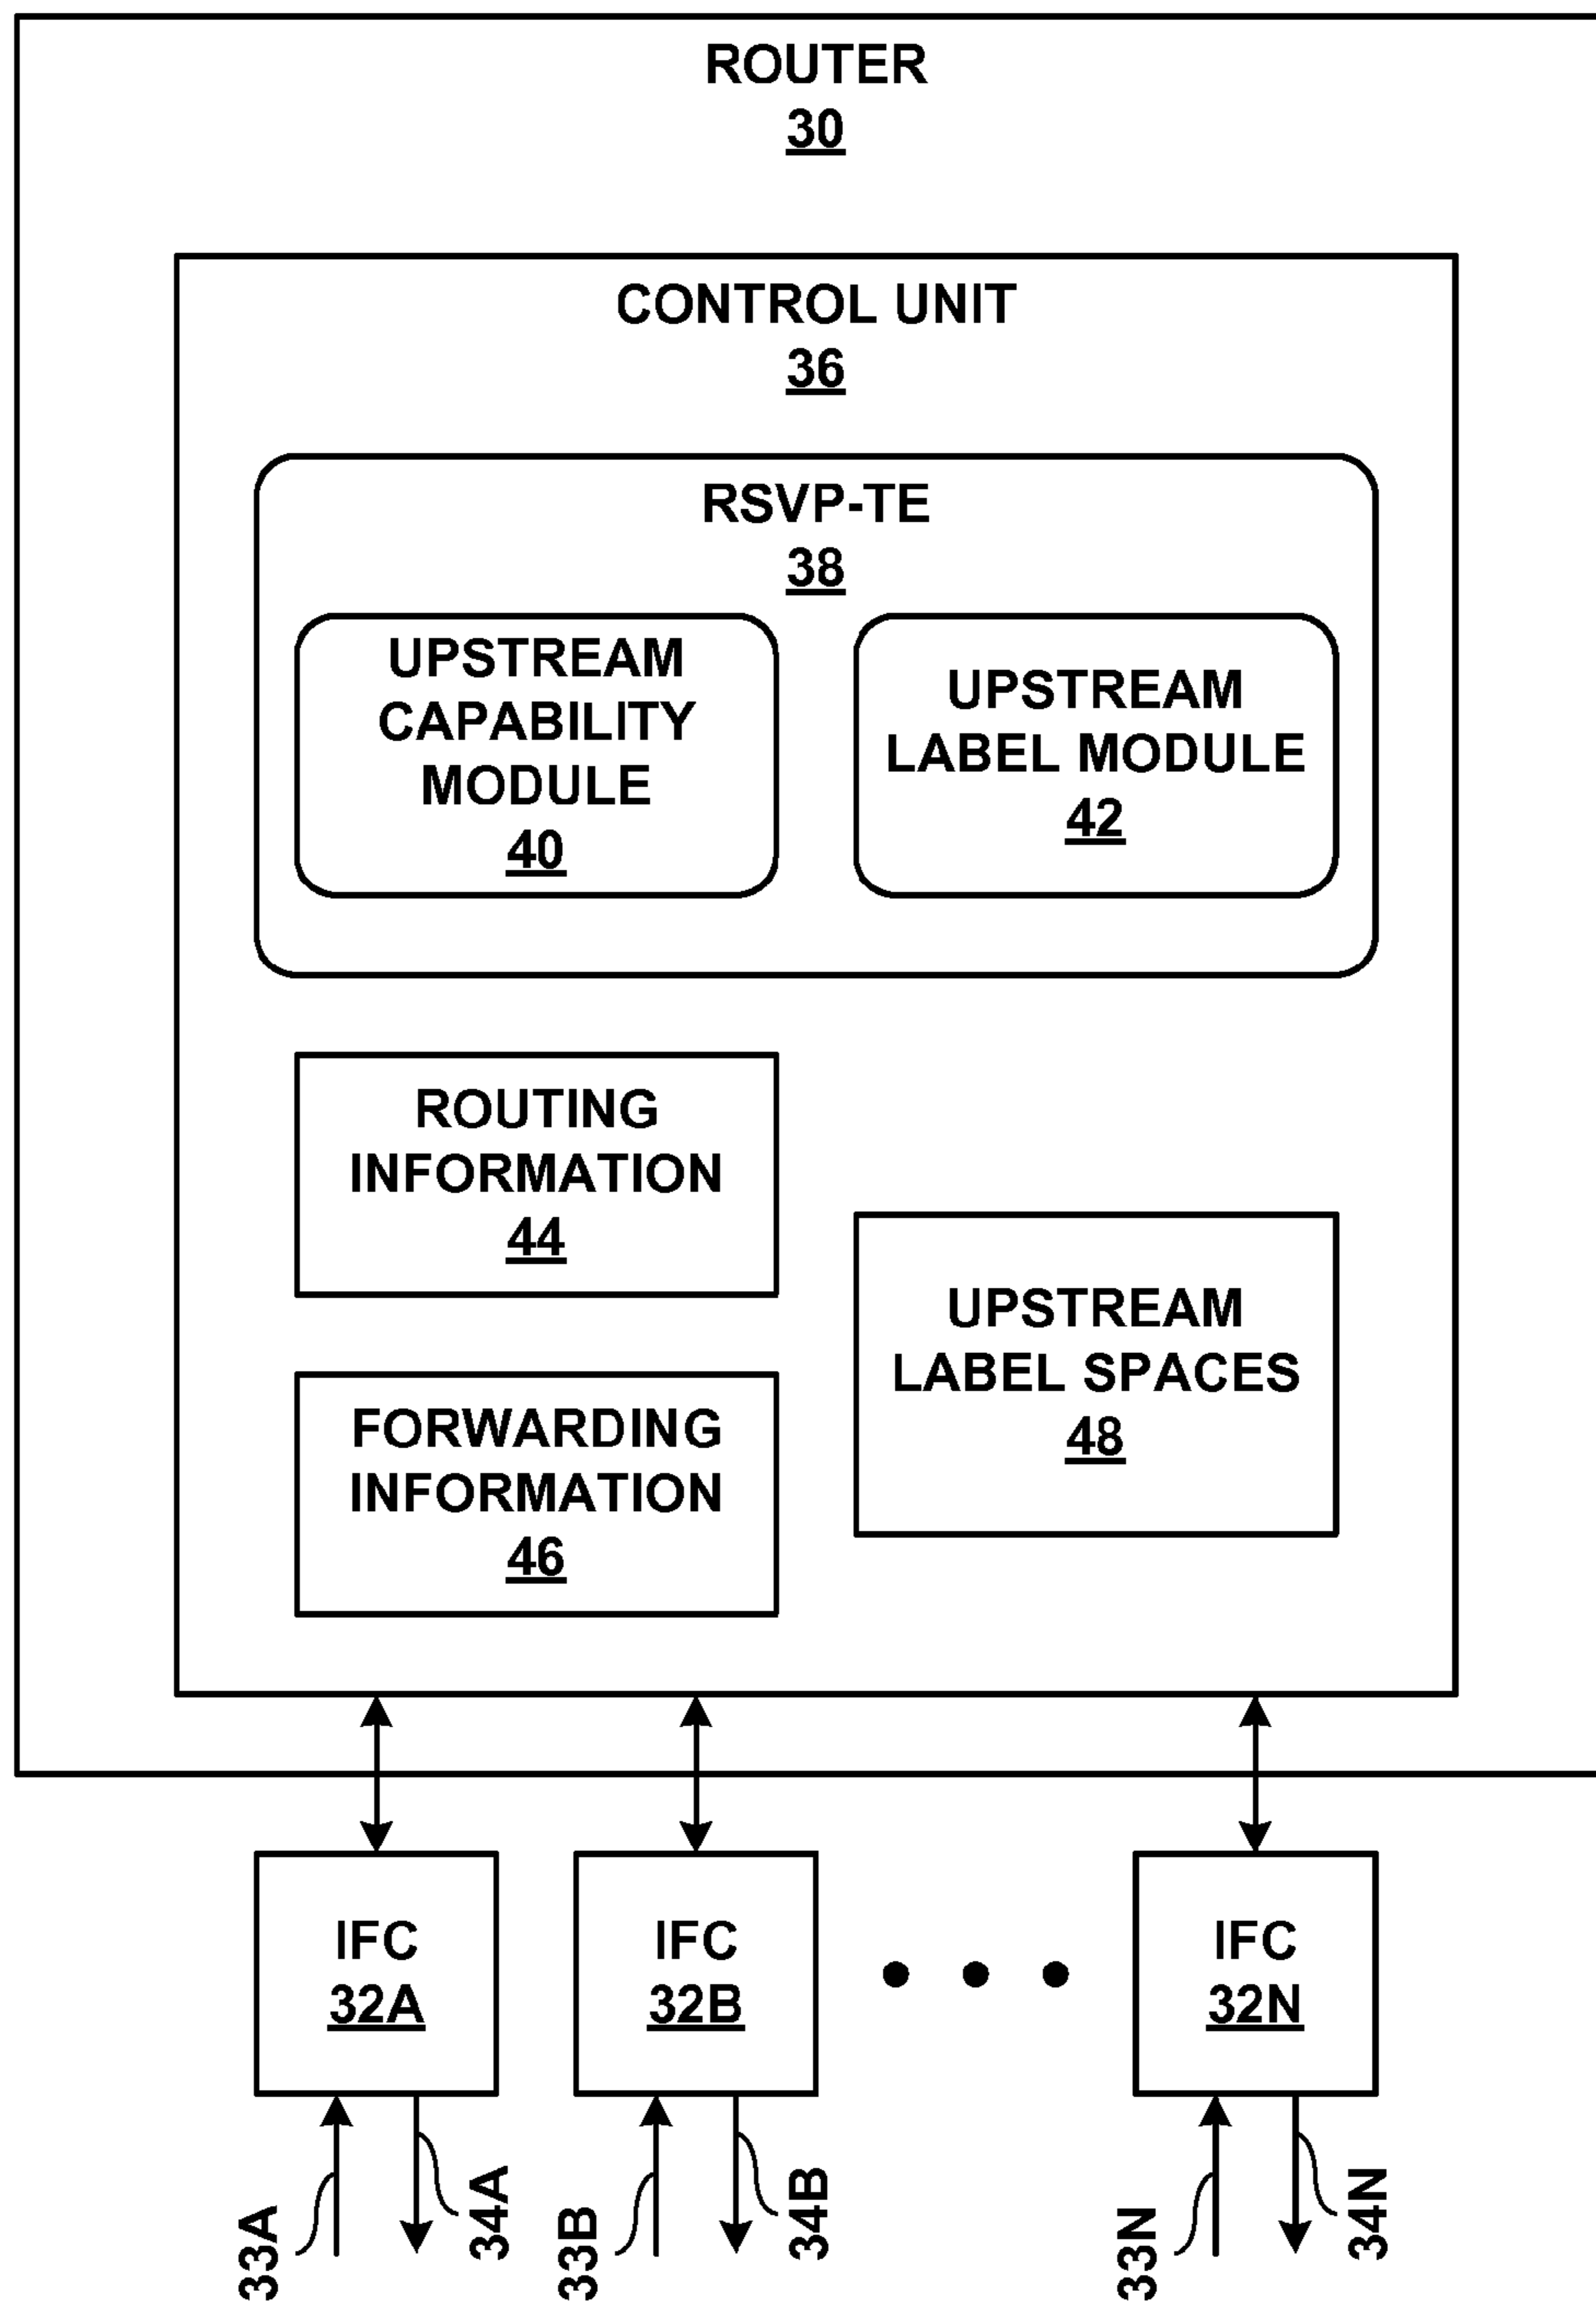 ROUTER
30
CONTROL UNIT
36
RSVP-TE
38
UPSTREAM
CAPABILITY
MODULE
40
UPSTREAM
LABEL MODULE
42
ROUTING
INFORMATION
44
UPSTREAM
LABEL SPACES
48
FORWARDING
INFORMATION
46
IFC
32A
IFC
32B
IFC
32N
33A
34A
33B
34B
33N
34N